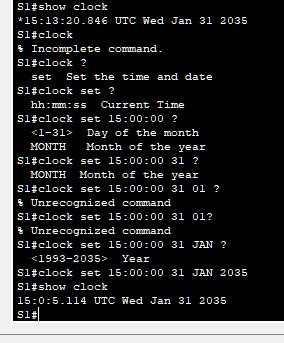 S1#show clock
*15:13:20.846 UTC Wed Jan 31 2035
S1#clock
% Incomplete command.
S1#clock ?
  set  Set the time and date
S1#clock set ?
  hh:mm:ss  Current Time
S1#clock set 15:00:00 ?
  <1-31>  Day of the month
  MONTH   Month of the year
S1#clock set 15:00:00 31 ?
  MONTH  Month of the year
S1#clock set 15:00:00 31 01 ?
% Unrecognized command
S1#clock set 15:00:00 31 01?
% Unrecognized command
S1#clock set 15:00:00 31 JAN ?
  <1993-2035>  Year
S1#clock set 15:00:00 31 JAN 2035
S1#show clock
15:0:5.114 UTC Wed Jan 31 2035
S1#